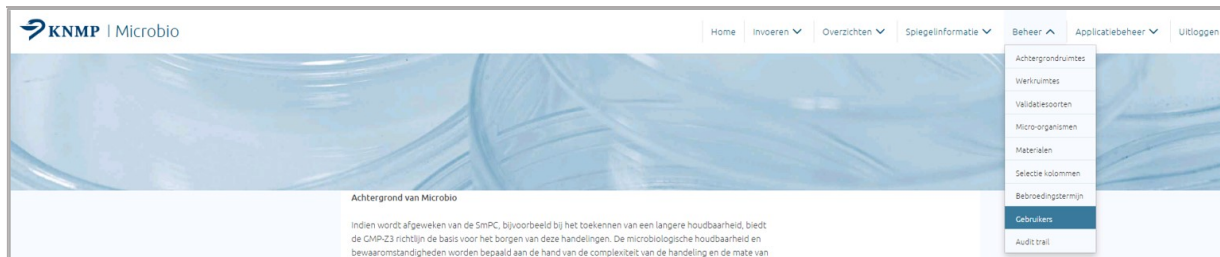 KNMP | Microbio
Home Invoeren Overzichten Spiegelinformatie Beheer Applicatiebeheer Uitloggen
Achtergrondruimtes
Werkruimtes
Validatiesoorten
Micro-organismen
Materialen
Selectie kolommen
Bebroedingstermijn
Gebruikers
Audit trail
Achtergrond van Microbio
Indien wordt afgeweken van de SmPC, bijvoorbeeld bij het toekennen van een langere houdbaarheid, biedt
de GMP-Z3 richtlijn de basis voor het borgen van deze handelingen. De microbiologische houdbaarheid en
bewaaromstandigheden worden bepaald aan de hand van de complexiteit van de handeling en de mate van